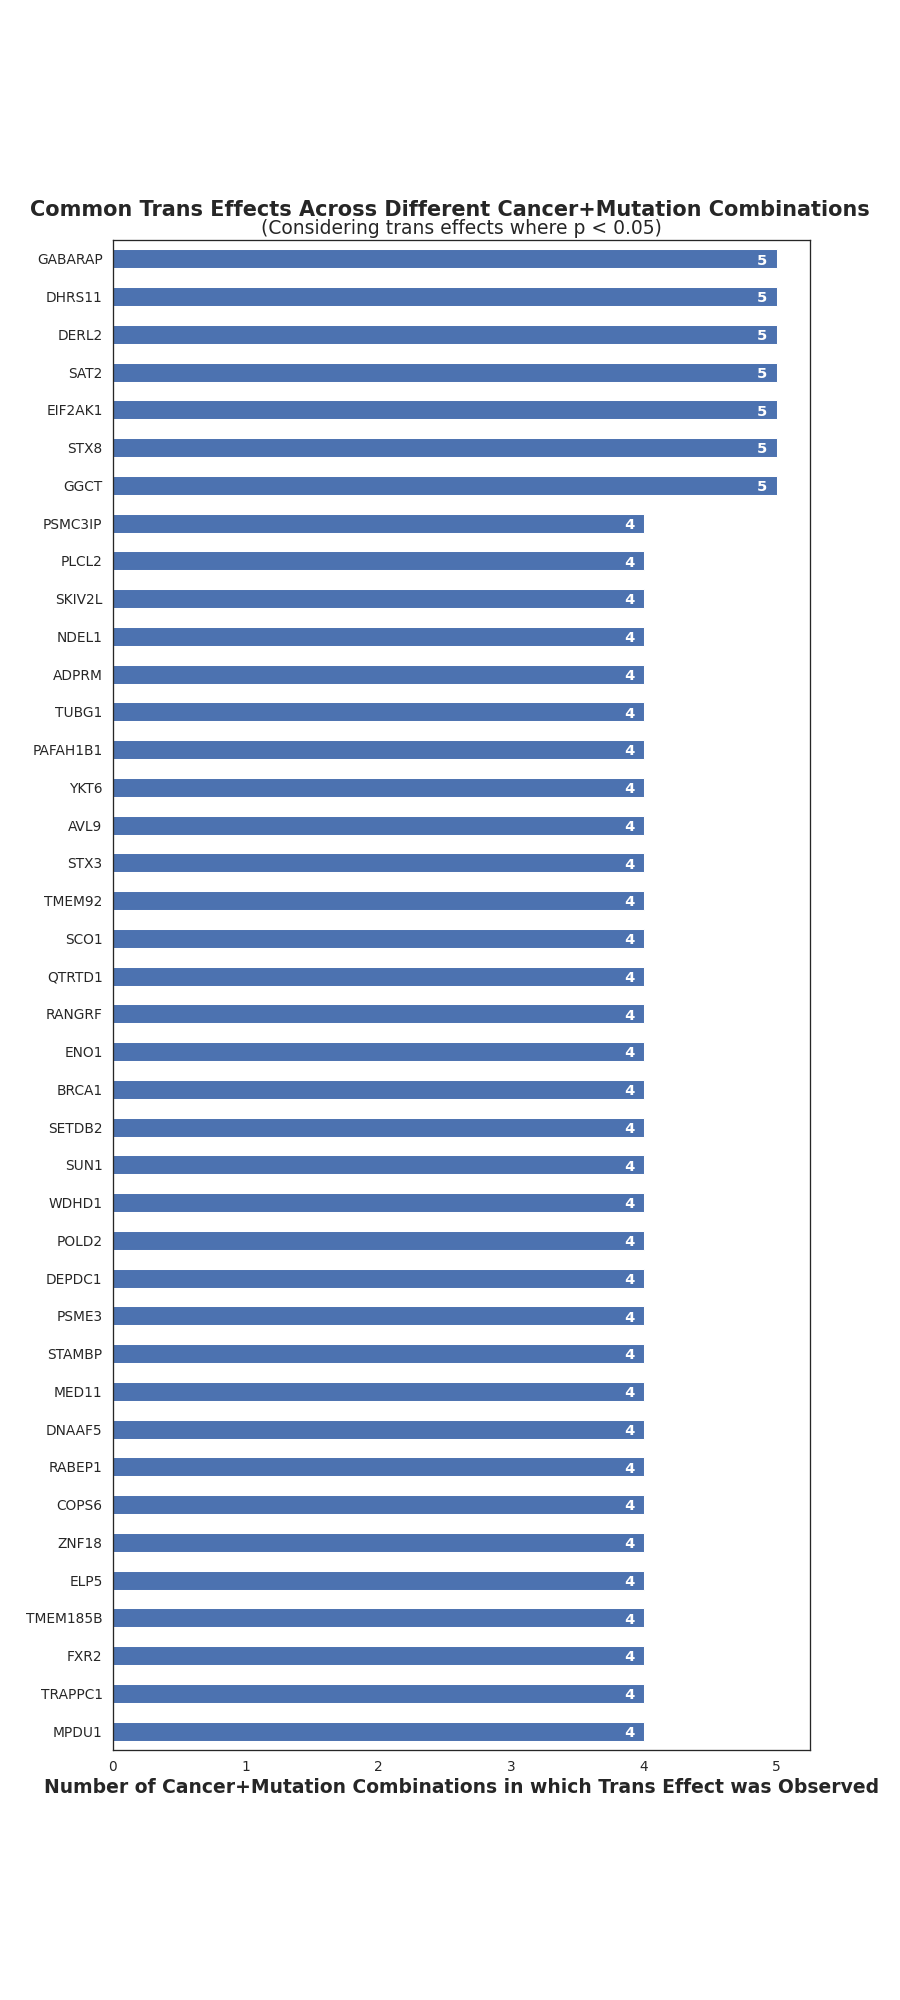 Common Trans Effects Across Different Cancer+Mutation Combinations
(Considering trans effects where p < 0.05)
GABARAP 5
DHRS11 5
DERL2 5
SAT2 5
EIF2AK1 5
STX8 5
GGCT 5
PSMC3IP 4
PLCL2 4
SKIV2L 4
NDEL1 4
ADPRM 4
TUBG1 4
PAFAH1B1 4
YKT6 4
AVL9 4
STX3 4
TMEM92 4
SCO1 4
QTRTD1 4
RANGRF 4
ENO1 4
BRCA1 4
SETDB2 4
SUN1 4
WDHD1 4
POLD2 4
DEPDC1 4
PSME3 4
STAMBP 4
MED11 4
DNAAF5 4
RABEP1 4
COPS6 4
ZNF18 4
ELP5 4
TMEM185B 4
FXR2 4
TRAPPC1 4
MPDU1 4
0 1 2 3 4 5
Number of Cancer+Mutation Combinations in which Trans Effect was Observed